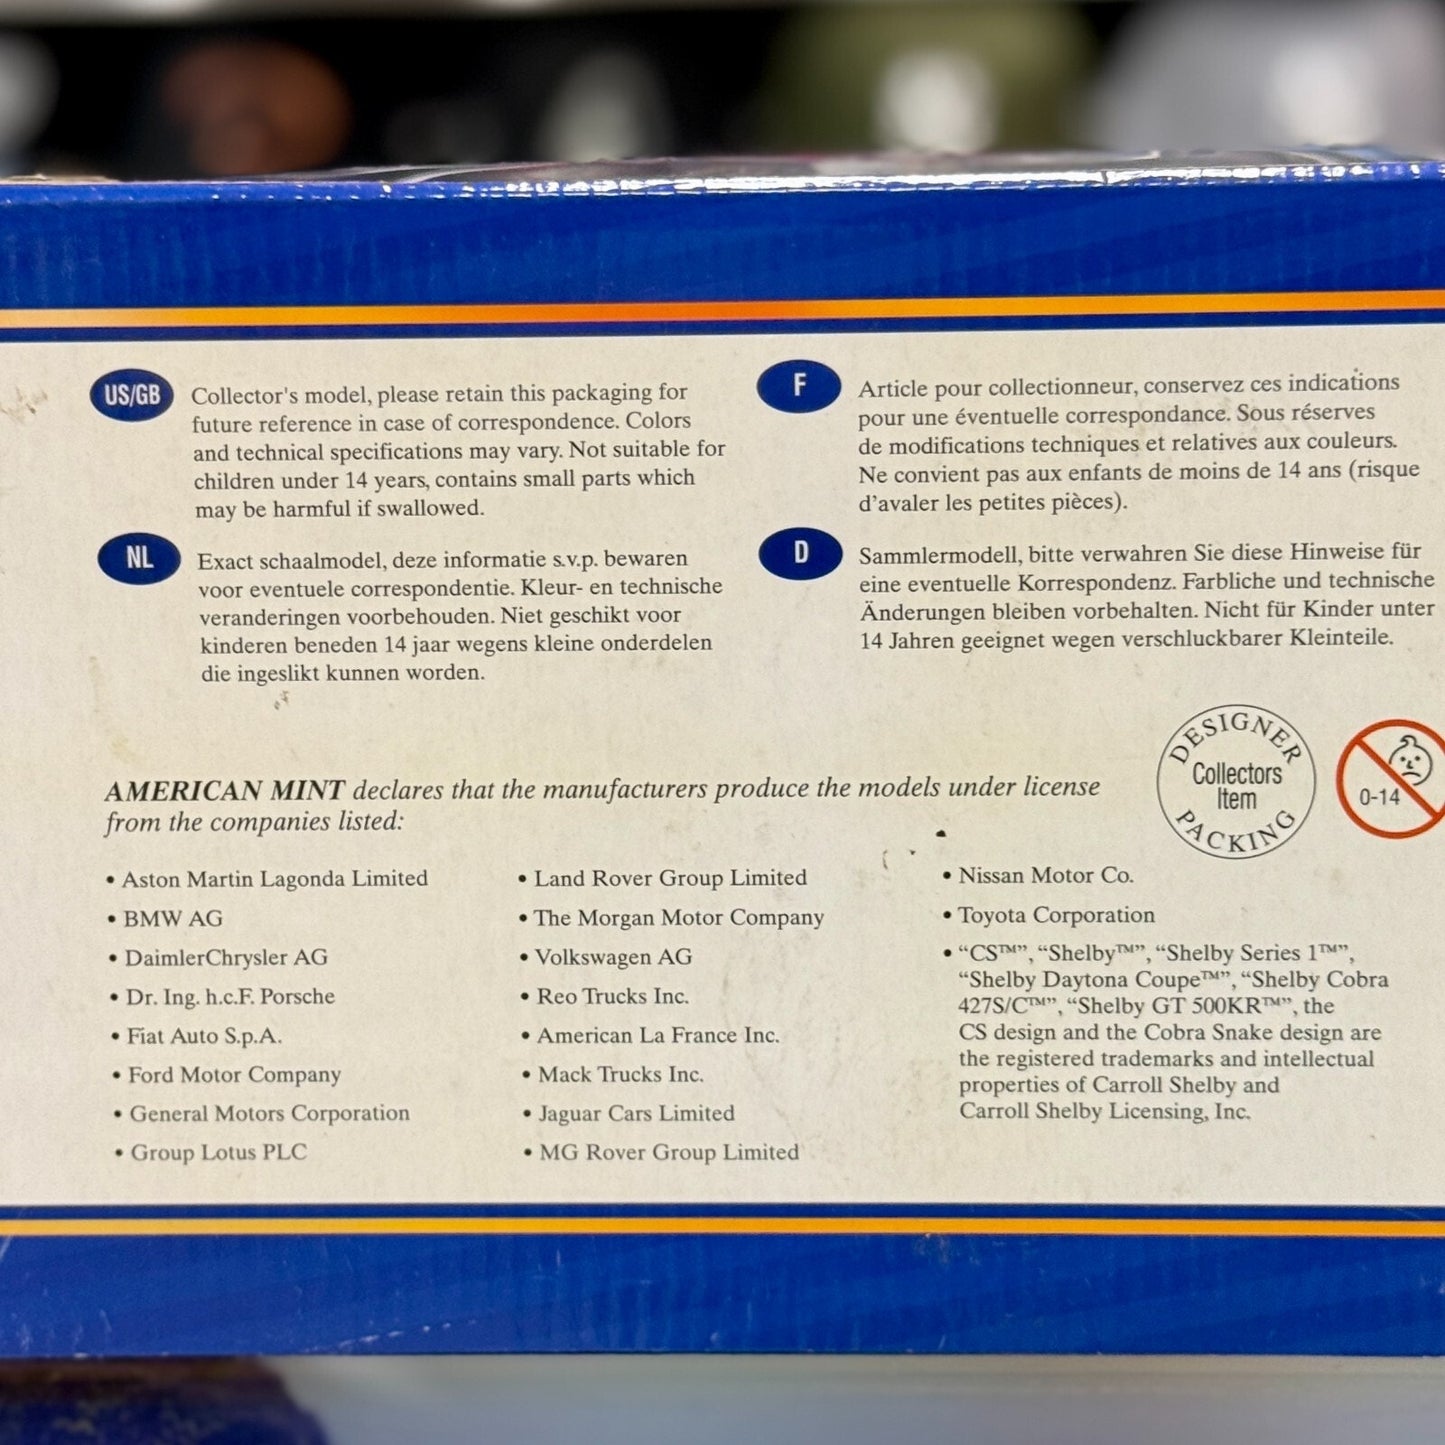 US/GB
Collector's model, please retain this packaging for
future reference in case of correspondence. Colors
and technical specifications may vary. Not suitable for
children under 14 years, contains small parts which
may be harmful if swallowed.
F
Article pour collectionneur, conservez ces indications
pour une éventuelle correspondance. Sous réserves
de modifications techniques et relatives aux couleurs.
Ne convient pas aux enfants de moins de 14 ans (risque
d’avaler les petites pièces).
NL
Exact schaalmodel, deze informatie s.v.p. bewaren
voor eventuele correspondentie. Kleur- en technische
veranderingen voorbehouden. Niet geschikt voor
kinderen beneden 14 jaar wegens kleine onderdelen
die ingeslikt kunnen worden.
D
Sammlermodell, bitte verwahren Sie diese Hinweise für
eine eventuelle Korrespondenz. Farbliche und technische
Änderungen bleiben vorbehalten. Nicht für Kinder unter
14 Jahren geeignet wegen verschluckbarer Kleinteile.
DESIGNER
Collectors
Item
PACKING
0-14
AMERICAN MINT declares that the manufacturers produce the models under license
from the companies listed:
• Aston Martin Lagonda Limited
• BMW AG
• DaimlerChrysler AG
• Dr. Ing. h.c.F. Porsche
• Fiat Auto S.p.A.
• Ford Motor Company
• General Motors Corporation
• Group Lotus PLC
• Land Rover Group Limited
• The Morgan Motor Company
• Volkswagen AG
• Reo Trucks Inc.
• American La France Inc.
• Mack Trucks Inc.
• Jaguar Cars Limited
• MG Rover Group Limited
• Nissan Motor Co.
• Toyota Corporation
• “CS™”, “Shelby™”, “Shelby Series 1™”,
“Shelby Daytona Coupe™”, “Shelby Cobra
427S/C™”, “Shelby GT 500KR™”, the
CS design and the Cobra Snake design are
the registered trademarks and intellectual
properties of Carroll Shelby and
Carroll Shelby Licensing, Inc.